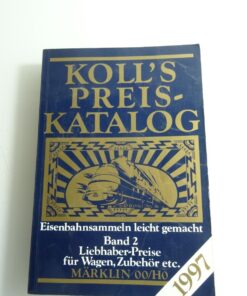 KOLL'S
PREIS-
KATALOG
Eisenbahnsammeln leicht gemacht
Band 2
Liebhaber-Preise
für Wagen, Zubehör etc.
MÄRKLIN 00/H0
1997